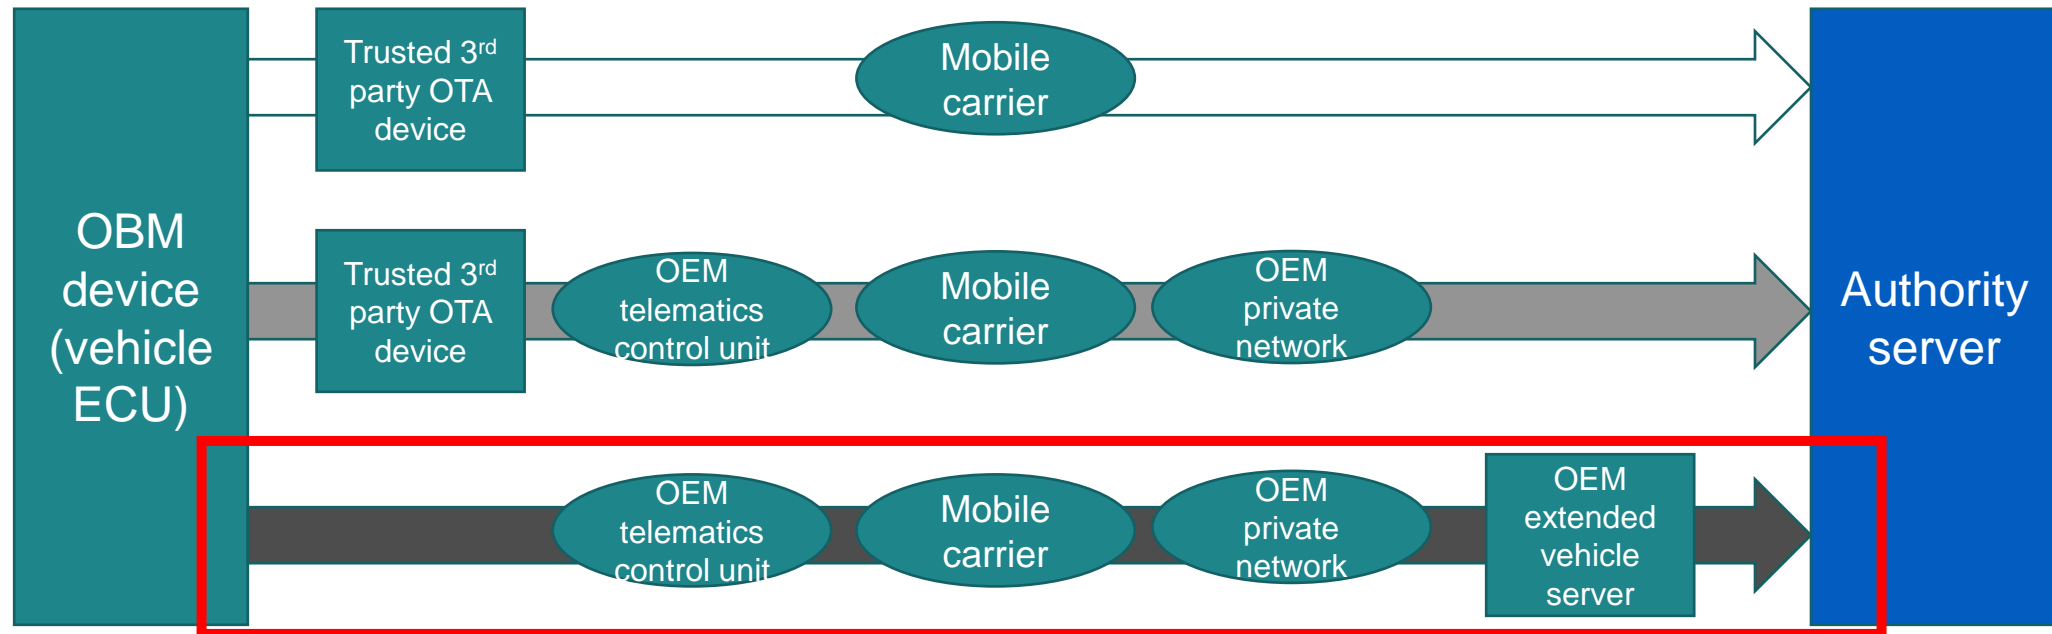 OBM
device
(vehicle
ECU)
Trusted 3rd
party OTA
device
Mobile
carrier
Trusted 3rd
party OTA
device
OEM
telematics
control unit
Mobile
carrier
OEM
private
network
OEM
telematics
control unit
Mobile
carrier
OEM
private
network
OEM
extended
vehicle
server
Authority
server